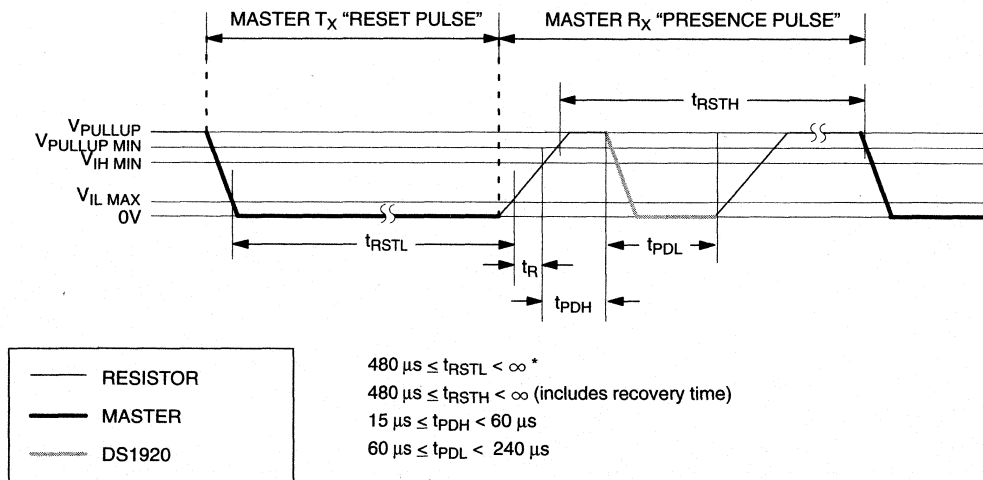 MASTER TX “RESET PULSE”
MASTER RX “PRESENCE PULSE”
tRSTH
VPULLUP
VPULLUP MIN
VIH MIN
VIL MAX
0V
tRSTL
tR
tPDL
tPDH
RESISTOR
MASTER
DS1920
480 µs ≤ tRSTL < ∞ *
480 µs ≤ tRSTH < ∞ (includes recovery time)
15 µs ≤ tPDH < 60 µs
60 µs ≤ tPDL < 240 µs